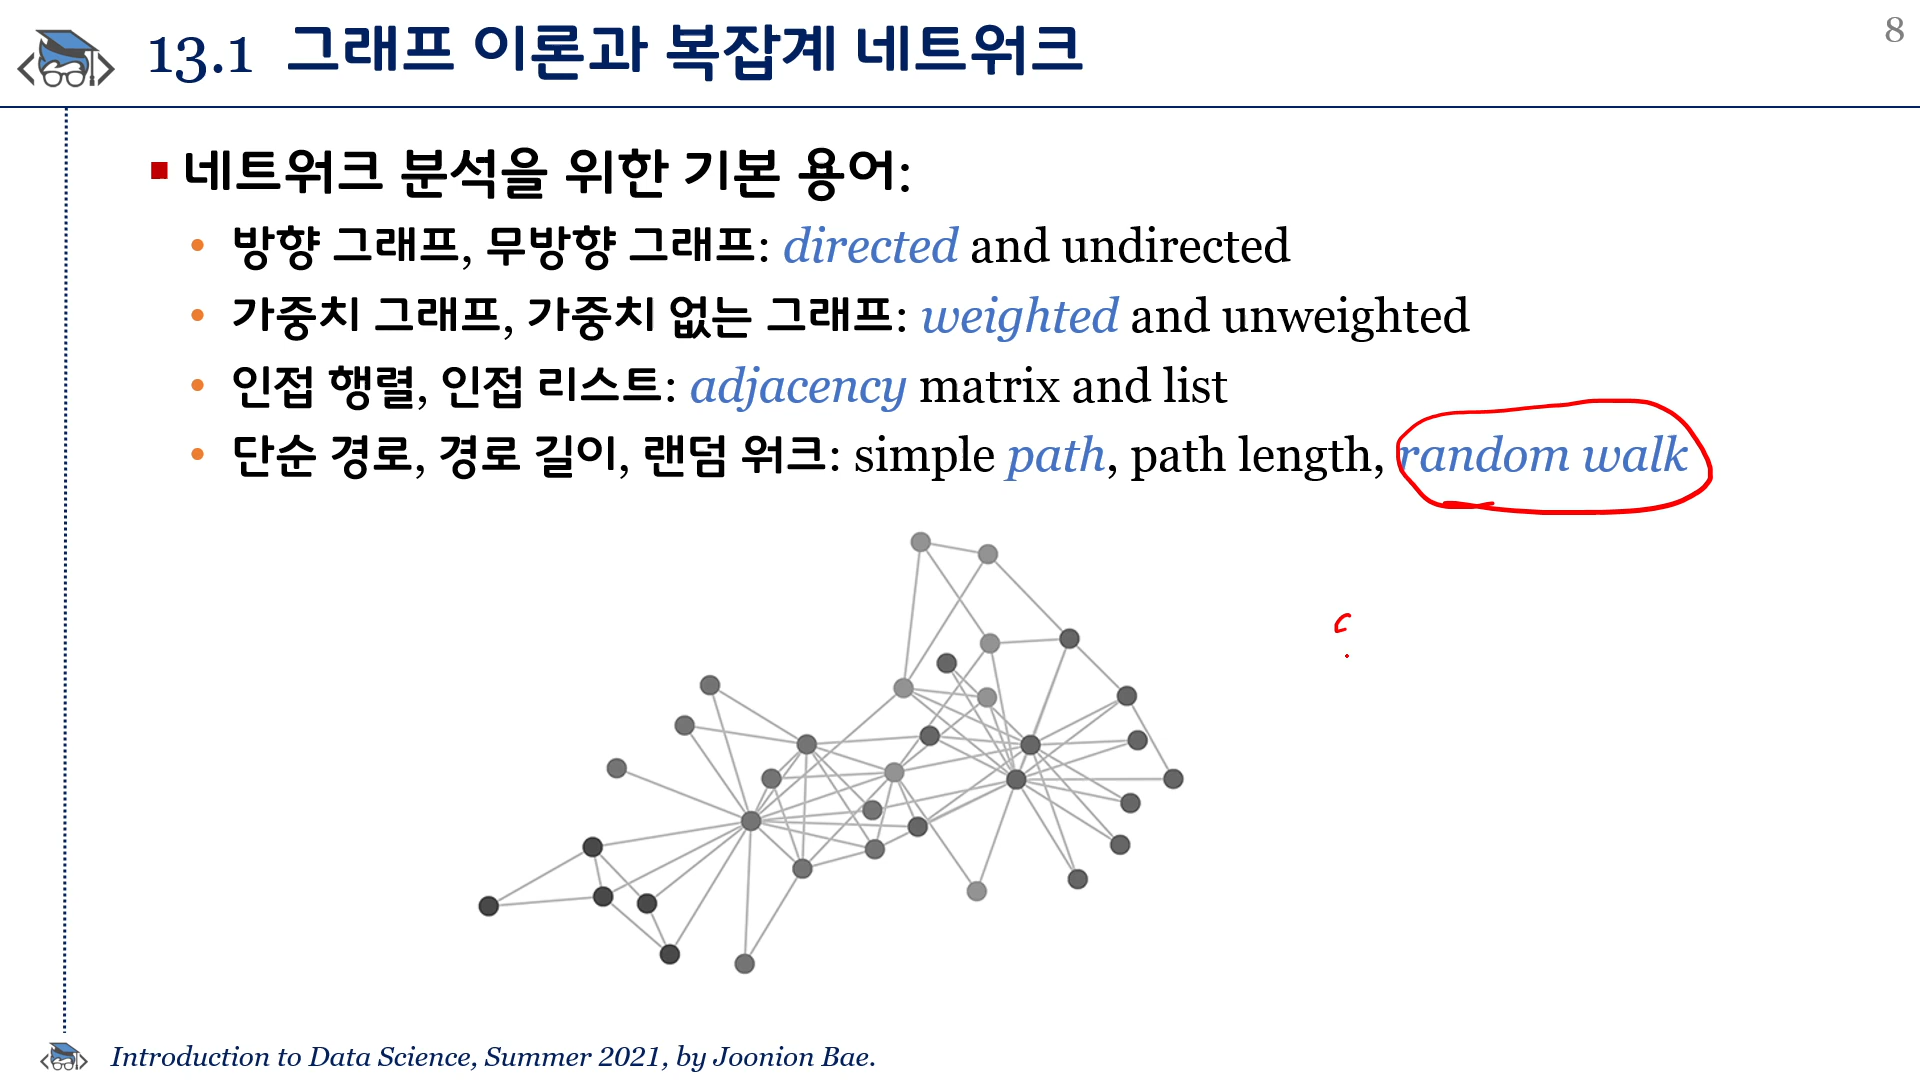 8
13.1 그래프 이론과 복잡계 네트워크
네트워크 분석을 위한 기본 용어:
방향 그래프, 무방향 그래프: directed and undirected
가중치 그래프, 가중치 없는 그래프: weighted and unweighted
인접 행렬, 인접 리스트: adjacency matrix and list
단순 경로, 경로 길이, 랜덤 워크: simple path, path length, random walk
Introduction to Data Science, Summer 2021, by Joonion Bae.